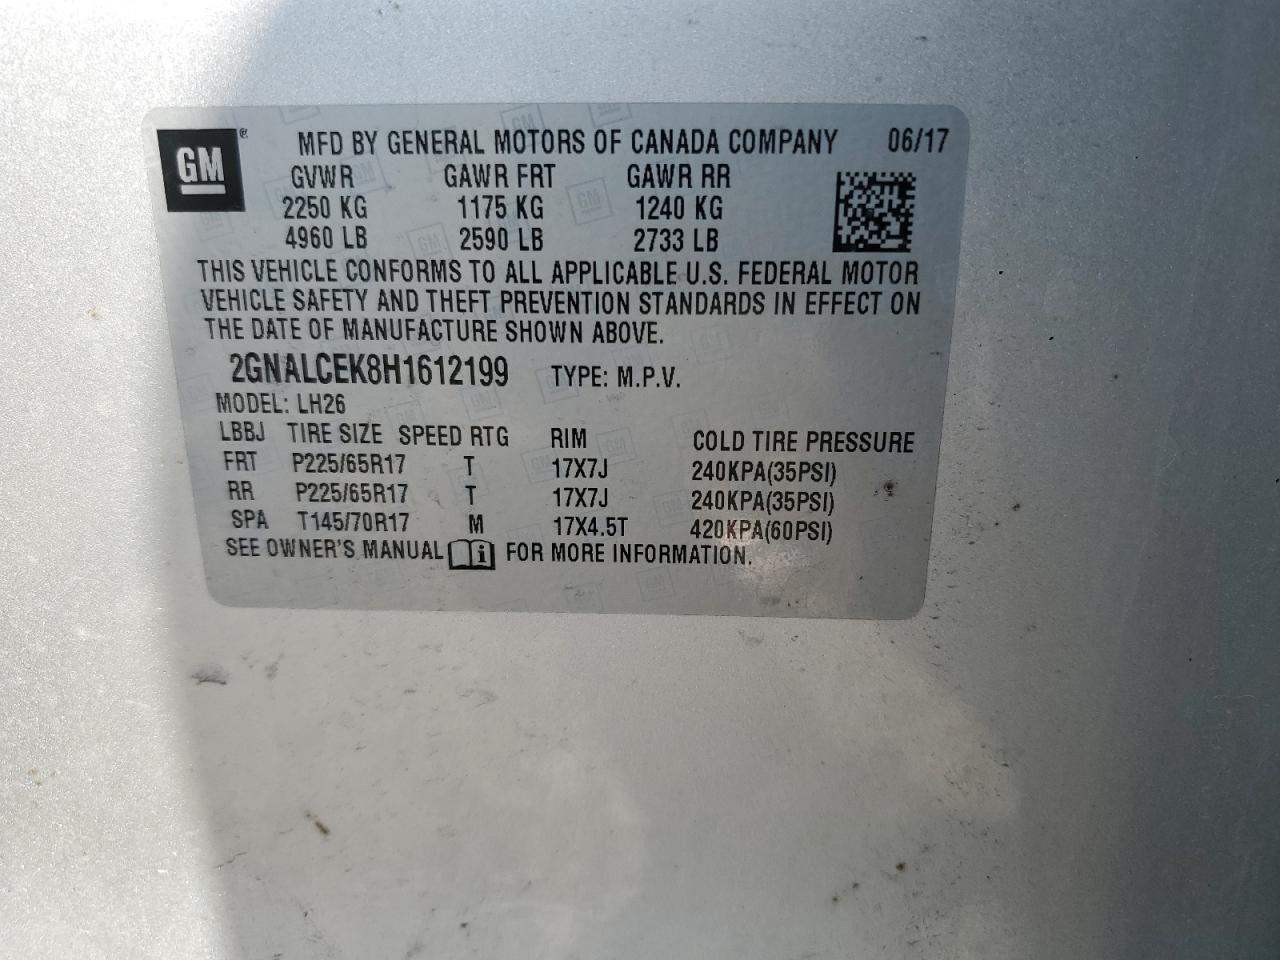 GM® MFD BY GENERAL MOTORS OF CANADA COMPANY 06/17
GVWR GAWR FRT GAWR RR
2250 KG 1175 KG 1240 KG
4960 LB 2590 LB 2733 LB
THIS VEHICLE CONFORMS TO ALL APPLICABLE U.S. FEDERAL MOTOR
VEHICLE SAFETY AND THEFT PREVENTION STANDARDS IN EFFECT ON
THE DATE OF MANUFACTURE SHOWN ABOVE.
2GNALCEK8H1612199 TYPE: M.P.V.
MODEL: LH26
LBBJ TIRE SIZE SPEED RTG RIM COLD TIRE PRESSURE
FRT P225/65R17 T 17X7J 240KPA(35PSI)
RR P225/65R17 T 17X7J 240KPA(35PSI)
SPA T145/70R17 M 17X4.5T 420KPA(60PSI)
SEE OWNER'S MANUAL i FOR MORE INFORMATION.